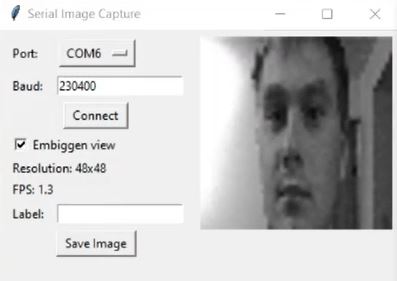 Serial Image Capture
Port: COM6
Baud: 230400
Connect
Embiggen view
Resolution: 48x48
FPS: 1.3
Label:
Save Image